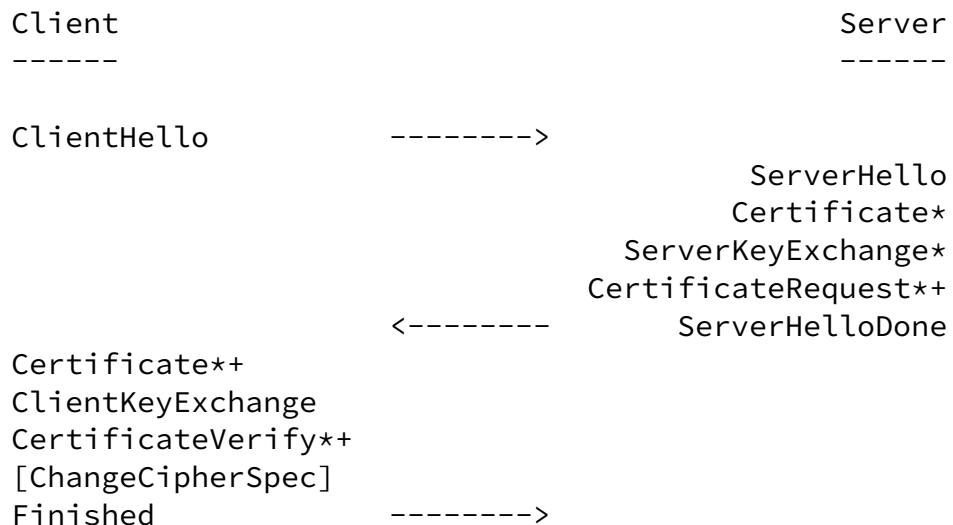 Client                                       Server
------                                       ------
ClientHello          -------->
                                        ServerHello
                                       Certificate*
                                 ServerKeyExchange*
                               CertificateRequest*+
                     <--------      ServerHelloDone
Certificate*+
ClientKeyExchange
CertificateVerify*+
[ChangeCipherSpec]
Finished             -------->